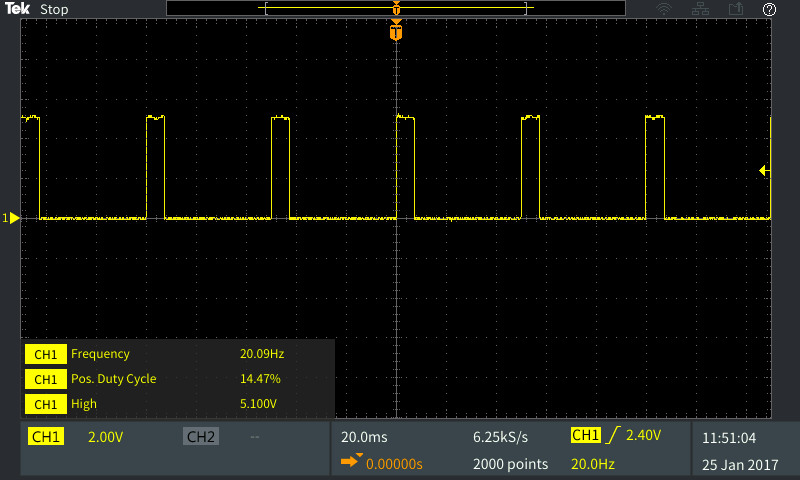 Tek Stop
T
T
1
CH1 Frequency 20.09Hz
CH1 Pos. Duty Cycle 14.47%
CH1 High 5.100V
CH1 2.00V CH2 -- 20.0ms 6.25kS/s CH1 2.40V 11:51:04
0.00000s 2000 points 20.0Hz 25 Jan 2017